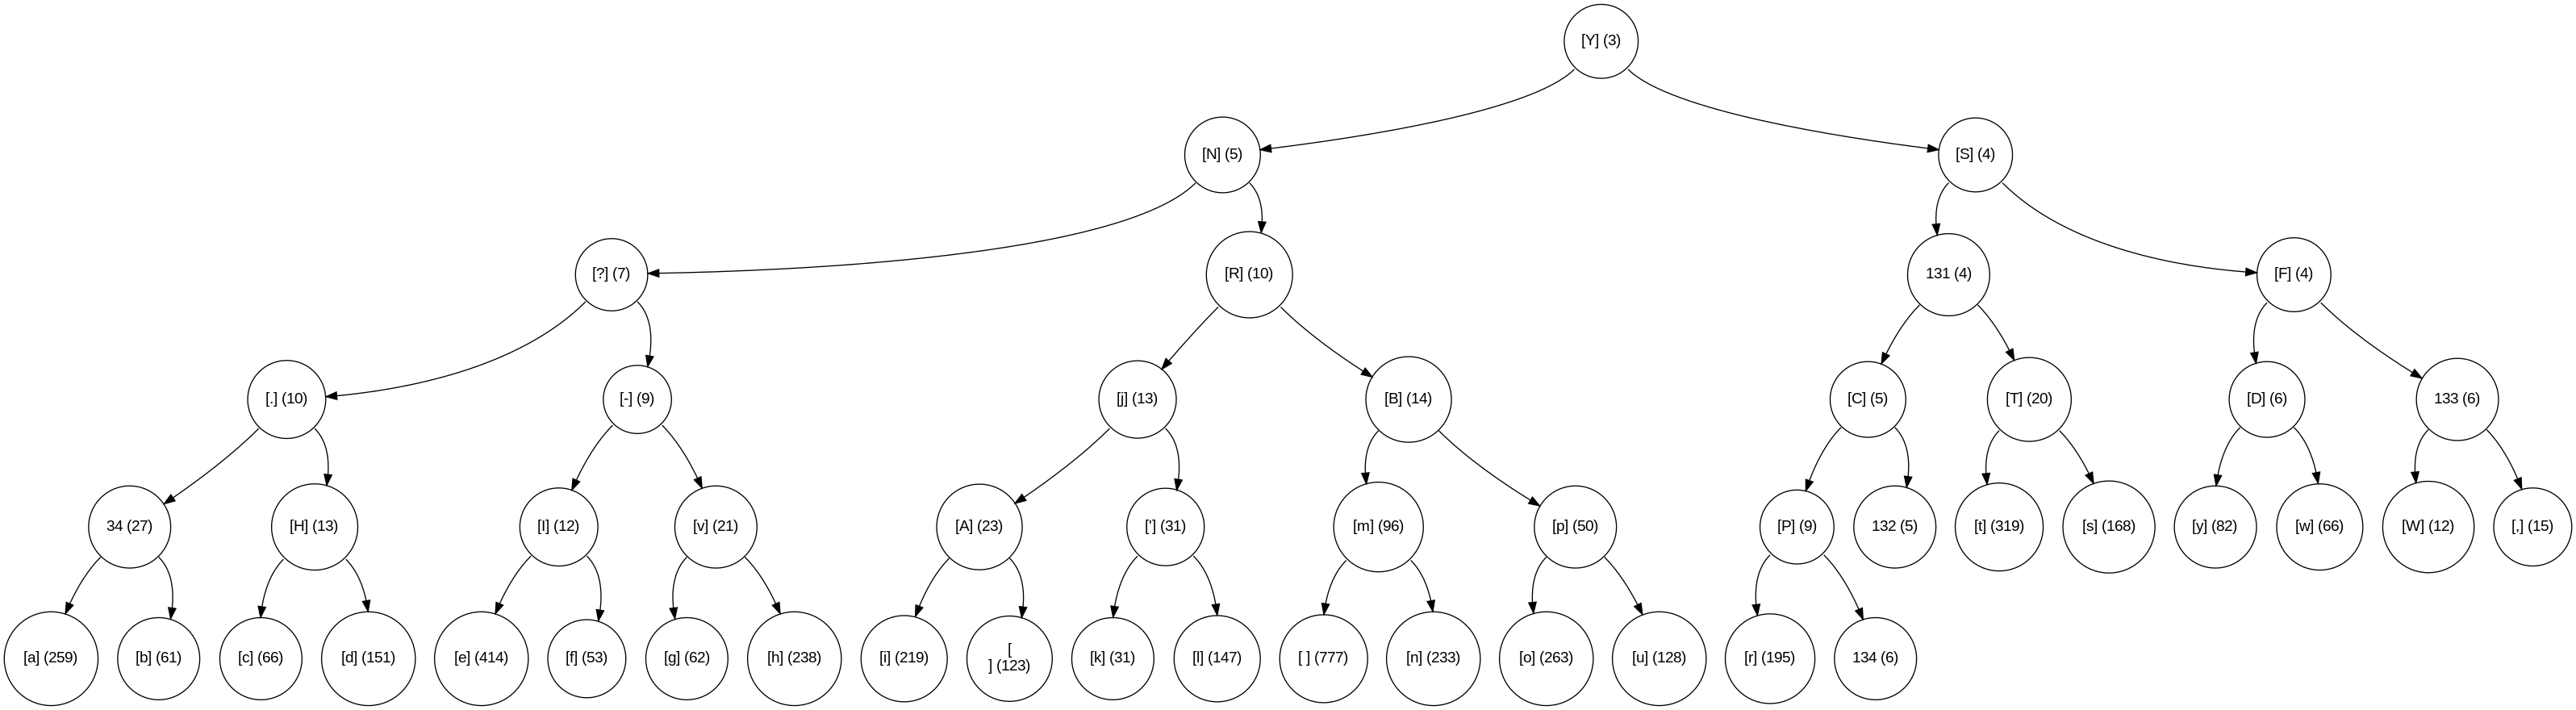 [Y] (3)
[N] (5)
[S] (4)
[?] (7)
[R] (10)
131 (4)
[F] (4)
[.] (10)
[-] (9)
[j] (13)
[B] (14)
[C] (5)
[T] (20)
[D] (6)
133 (6)
34 (27)
[H] (13)
[I] (12)
[v] (21)
[A] (23)
['] (31)
[m] (96)
[p] (50)
[P] (9)
132 (5)
[t] (319)
[s] (168)
[y] (82)
[w] (66)
[W] (12)
[,] (15)
[a] (259)
[b] (61)
[c] (66)
[d] (151)
[e] (414)
[f] (53)
[g] (62)
[h] (238)
[i] (219)
[
] (123)
[k] (31)
[l] (147)
[ ] (777)
[n] (233)
[o] (263)
[u] (128)
[r] (195)
134 (6)